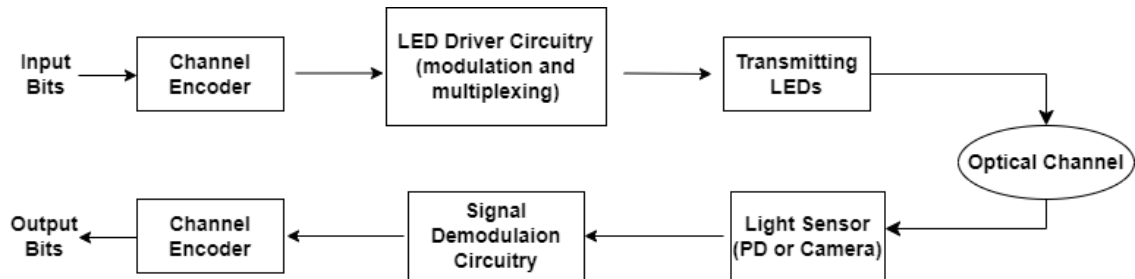 Input
Bits
Channel
Encoder
LED Driver Circuitry
(modulation and
multiplexing)
Transmitting
LEDs
Optical Channel
Output
Bits
Channel
Encoder
Signal
Demodulaion
Circuitry
Light Sensor
(PD or Camera)